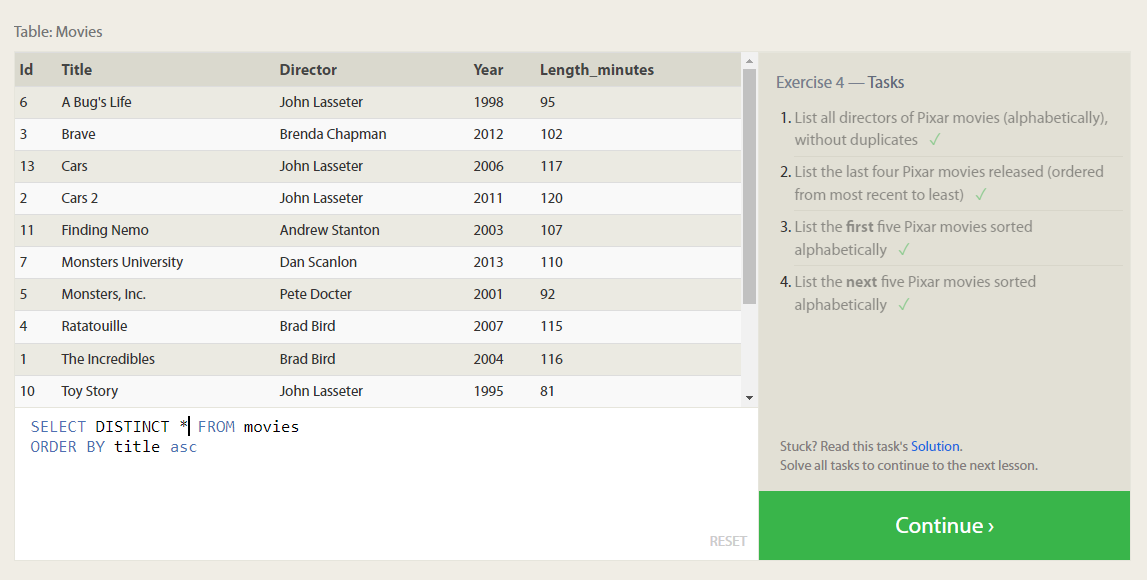 Table: Movies
Id Title Director Year Length_minutes
6 A Bug's Life John Lasseter 1998 95
3 Brave Brenda Chapman 2012 102
13 Cars John Lasseter 2006 117
2 Cars 2 John Lasseter 2011 120
11 Finding Nemo Andrew Stanton 2003 107
7 Monsters University Dan Scanlon 2013 110
5 Monsters, Inc. Pete Docter 2001 92
4 Ratatouille Brad Bird 2007 115
1 The Incredibles Brad Bird 2004 116
10 Toy Story John Lasseter 1995 81
SELECT DISTINCT * FROM movies
ORDER BY title asc
RESET
Exercise 4 — Tasks
1. List all directors of Pixar movies (alphabetically),
without duplicates ✓
2. List the last four Pixar movies released (ordered
from most recent to least) ✓
3. List the first five Pixar movies sorted
alphabetically ✓
4. List the next five Pixar movies sorted
alphabetically ✓
Stuck? Read this task's Solution.
Solve all tasks to continue to the next lesson.
Continue ›